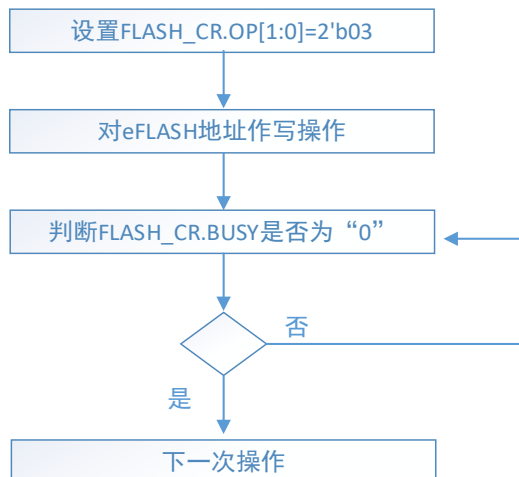 设置FLASH_CR.OP[1:0]=2'b03
对eFLASH地址作写操作
判断FLASH_CR.BUSY是否为“0”
否
是
下一次操作